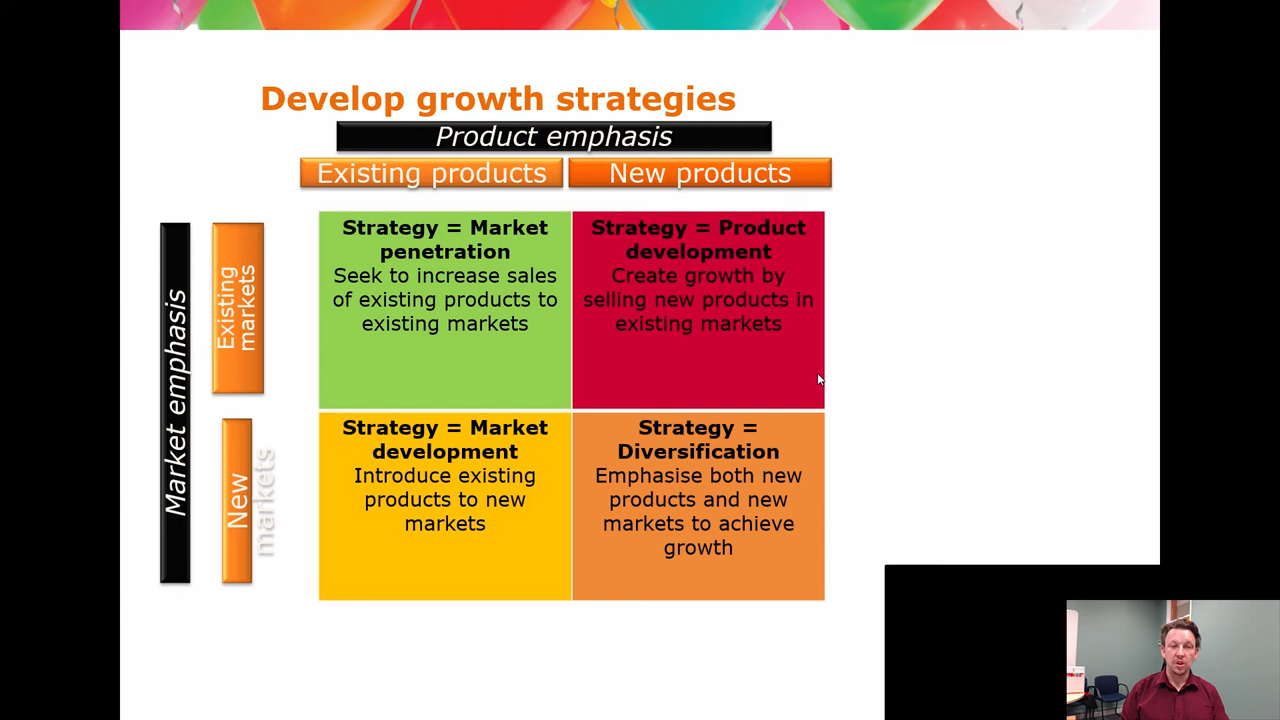 Develop growth strategies
Product emphasis
Existing products
New products
Market emphasis
Existing
markets
Strategy = Market
penetration
Seek to increase sales
of existing products to
existing markets
Strategy = Product
development
Create growth by
selling new products in
existing markets
New
markets
Strategy = Market
development
Introduce existing
products to new
markets
Strategy =
Diversification
Emphasise both new
products and new
markets to achieve
growth